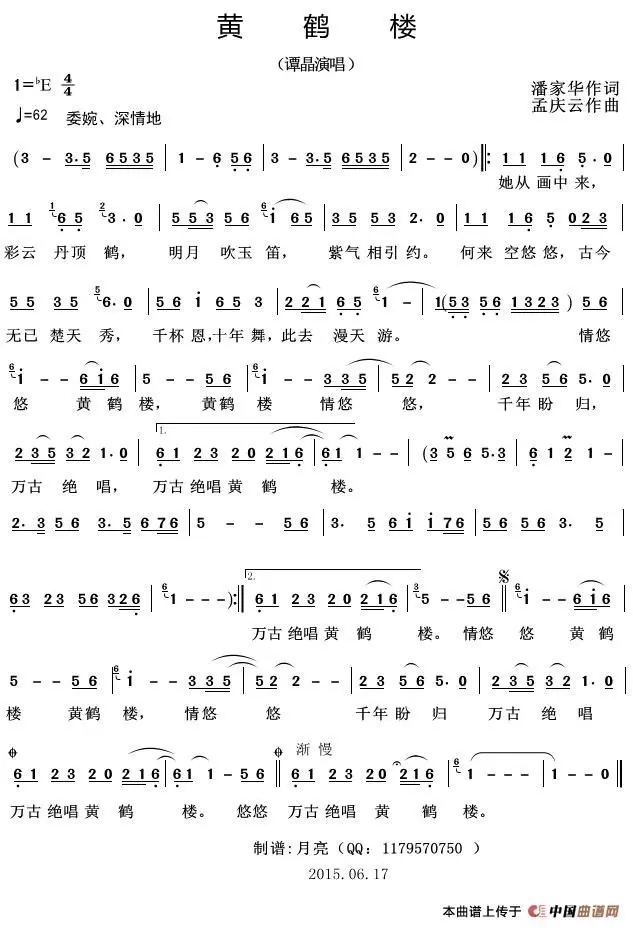 黄 鹤 楼
（谭晶演唱）
1=♭E 4/4
潘家华作词
♩=62 委婉、深情地
孟庆云作曲
(3 - 3.5 6535 | 1 - 6 56 | 3 - 3.5 6535 | 2 - - 0) ‖: 11 16 5.0
她从 画中 来，
11 65 3.0 | 553 56 i 65 | 35 53 2.0 | 11 16 5 023
彩云 丹顶 鹤， 明月 吹玉 笛， 紫气 相引 约。 何来 空悠 悠，古今
55 35 6.0 | 56 i 65 3 | 221 65 i - | 1(53 56 1323) 56
无已 楚天 秀， 千杯 恩，十年 舞，此去 漫天 游。 情悠
i - - 6i6 | 5 - - 56 | i - - 335 | 522 - - | 23 56 5.0
悠 黄 鹤 楼， 黄鹤 楼 情悠 悠， 千年 盼 归，
235 32 1.0 | 1. 61 23 20 216 | 61 1 - - | (35 6 5.3 | 61 2 1 -
万古 绝 唱， 万古 绝唱 黄 鹤 楼。
2.3 56 3.5 676 | 5 - - 56 | 3. 5 6i i76 | 56 56 3. 5
63 23 56 326 | 1 - - -) :‖ 2. 61 23 20 216 | 5 - - 56 ‖ 𝄋 i - - 6i6
万古 绝唱 黄 鹤 楼。 情悠 悠 黄 鹤
5 - - 56 | i - - 335 | 522 - - | 23 56 5.0 | 235 32 1.0
楼 黄鹤 楼， 情悠 悠 千年 盼 归 万古 绝 唱
渐 慢
61 23 20 216 | 61 1 - 56 ‖ 61 23 20 216 | 1 - - - | 1 - - 0 ‖
万古 绝唱 黄 鹤 楼。 悠悠 万古 绝唱 黄 鹤 楼。
制谱:月亮（QQ：1179570750 ）
2015.06.17
本曲谱上传于 中国曲谱网